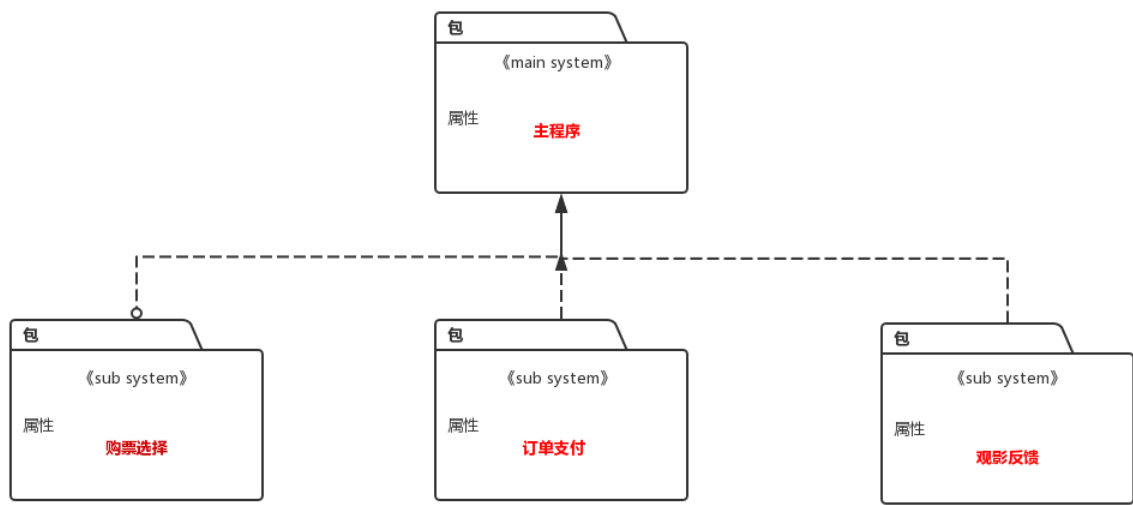 包
《main system》
属性
主程序
包
《sub system》
属性
购票选择
包
《sub system》
属性
订单支付
包
《sub system》
属性
观影反馈